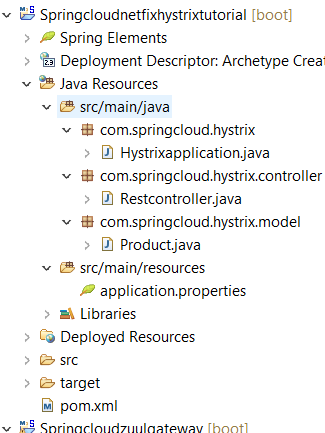 Springcloudnetfixhystrixtutorial [boot]
Spring Elements
Deployment Descriptor: Archetype Crea
Java Resources
src/main/java
com.springcloud.hystrix
Hystrixapplication.java
com.springcloud.hystrix.controller
Restcontroller.java
com.springcloud.hystrix.model
Product.java
src/main/resources
application.properties
Libraries
Deployed Resources
src
target
pom.xml
Springcloudzuulgateway [boot]